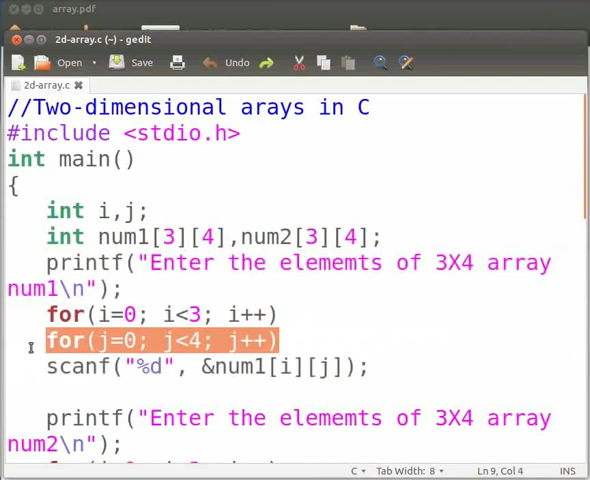 array.pdf
2d-array.c (~) - gedit
Open Save Undo
2d-array.c
//Two-dimensional arays in C
#include <stdio.h>
int main()
{
int i,j;
int num1[3][4],num2[3][4];
printf("Enter the elememts of 3X4 array
num1\n");
for(i=0; i<3; i++)
for(j=0; j<4; j++)
scanf("%d", &num1[i][j]);
printf("Enter the elememts of 3X4 array
num2\n");
C Tab Width: 8 Ln 9, Col 4 INS